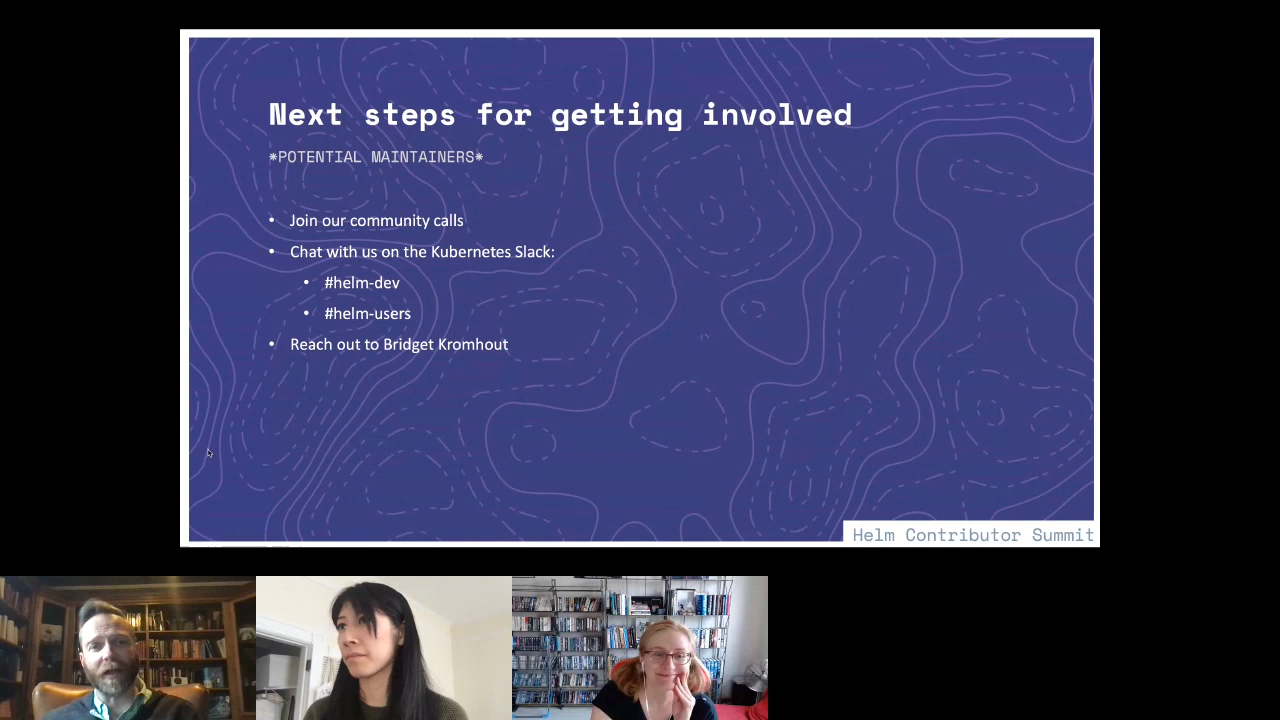 Next steps for getting involved
*POTENTIAL MAINTAINERS*
• Join our community calls
• Chat with us on the Kubernetes Slack:
• #helm-dev
• #helm-users
• Reach out to Bridget Kromhout
Helm Contributor Summit